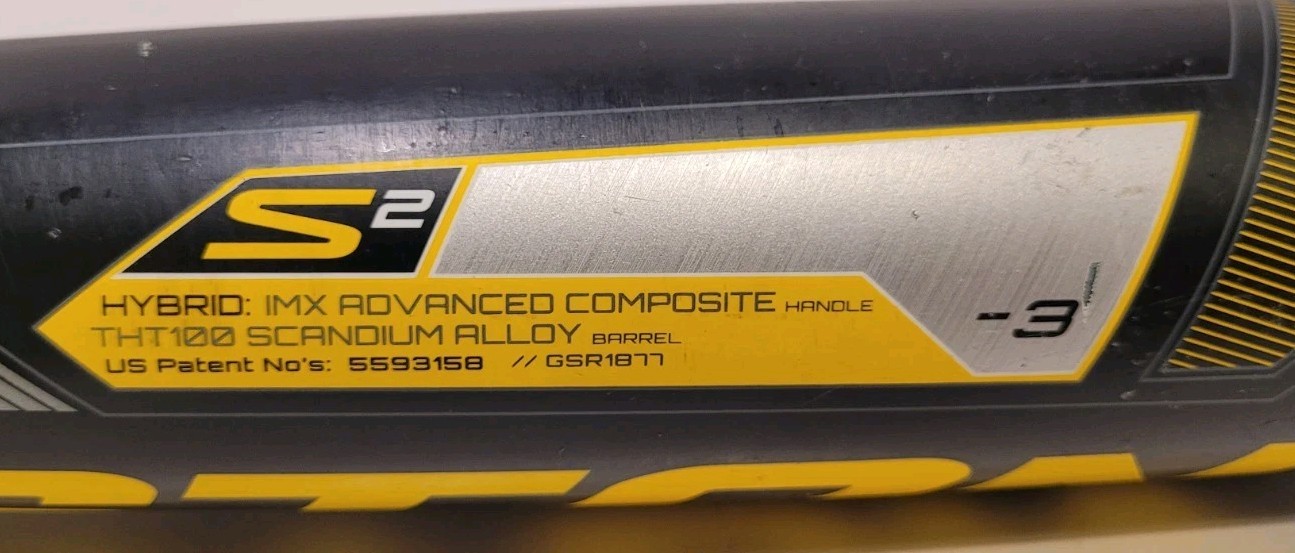 S²
HYBRID: IMX ADVANCED COMPOSITE HANDLE
THT100 SCANDIUM ALLOY BARREL
US Patent No's: 5593158 // GSR1877
-3